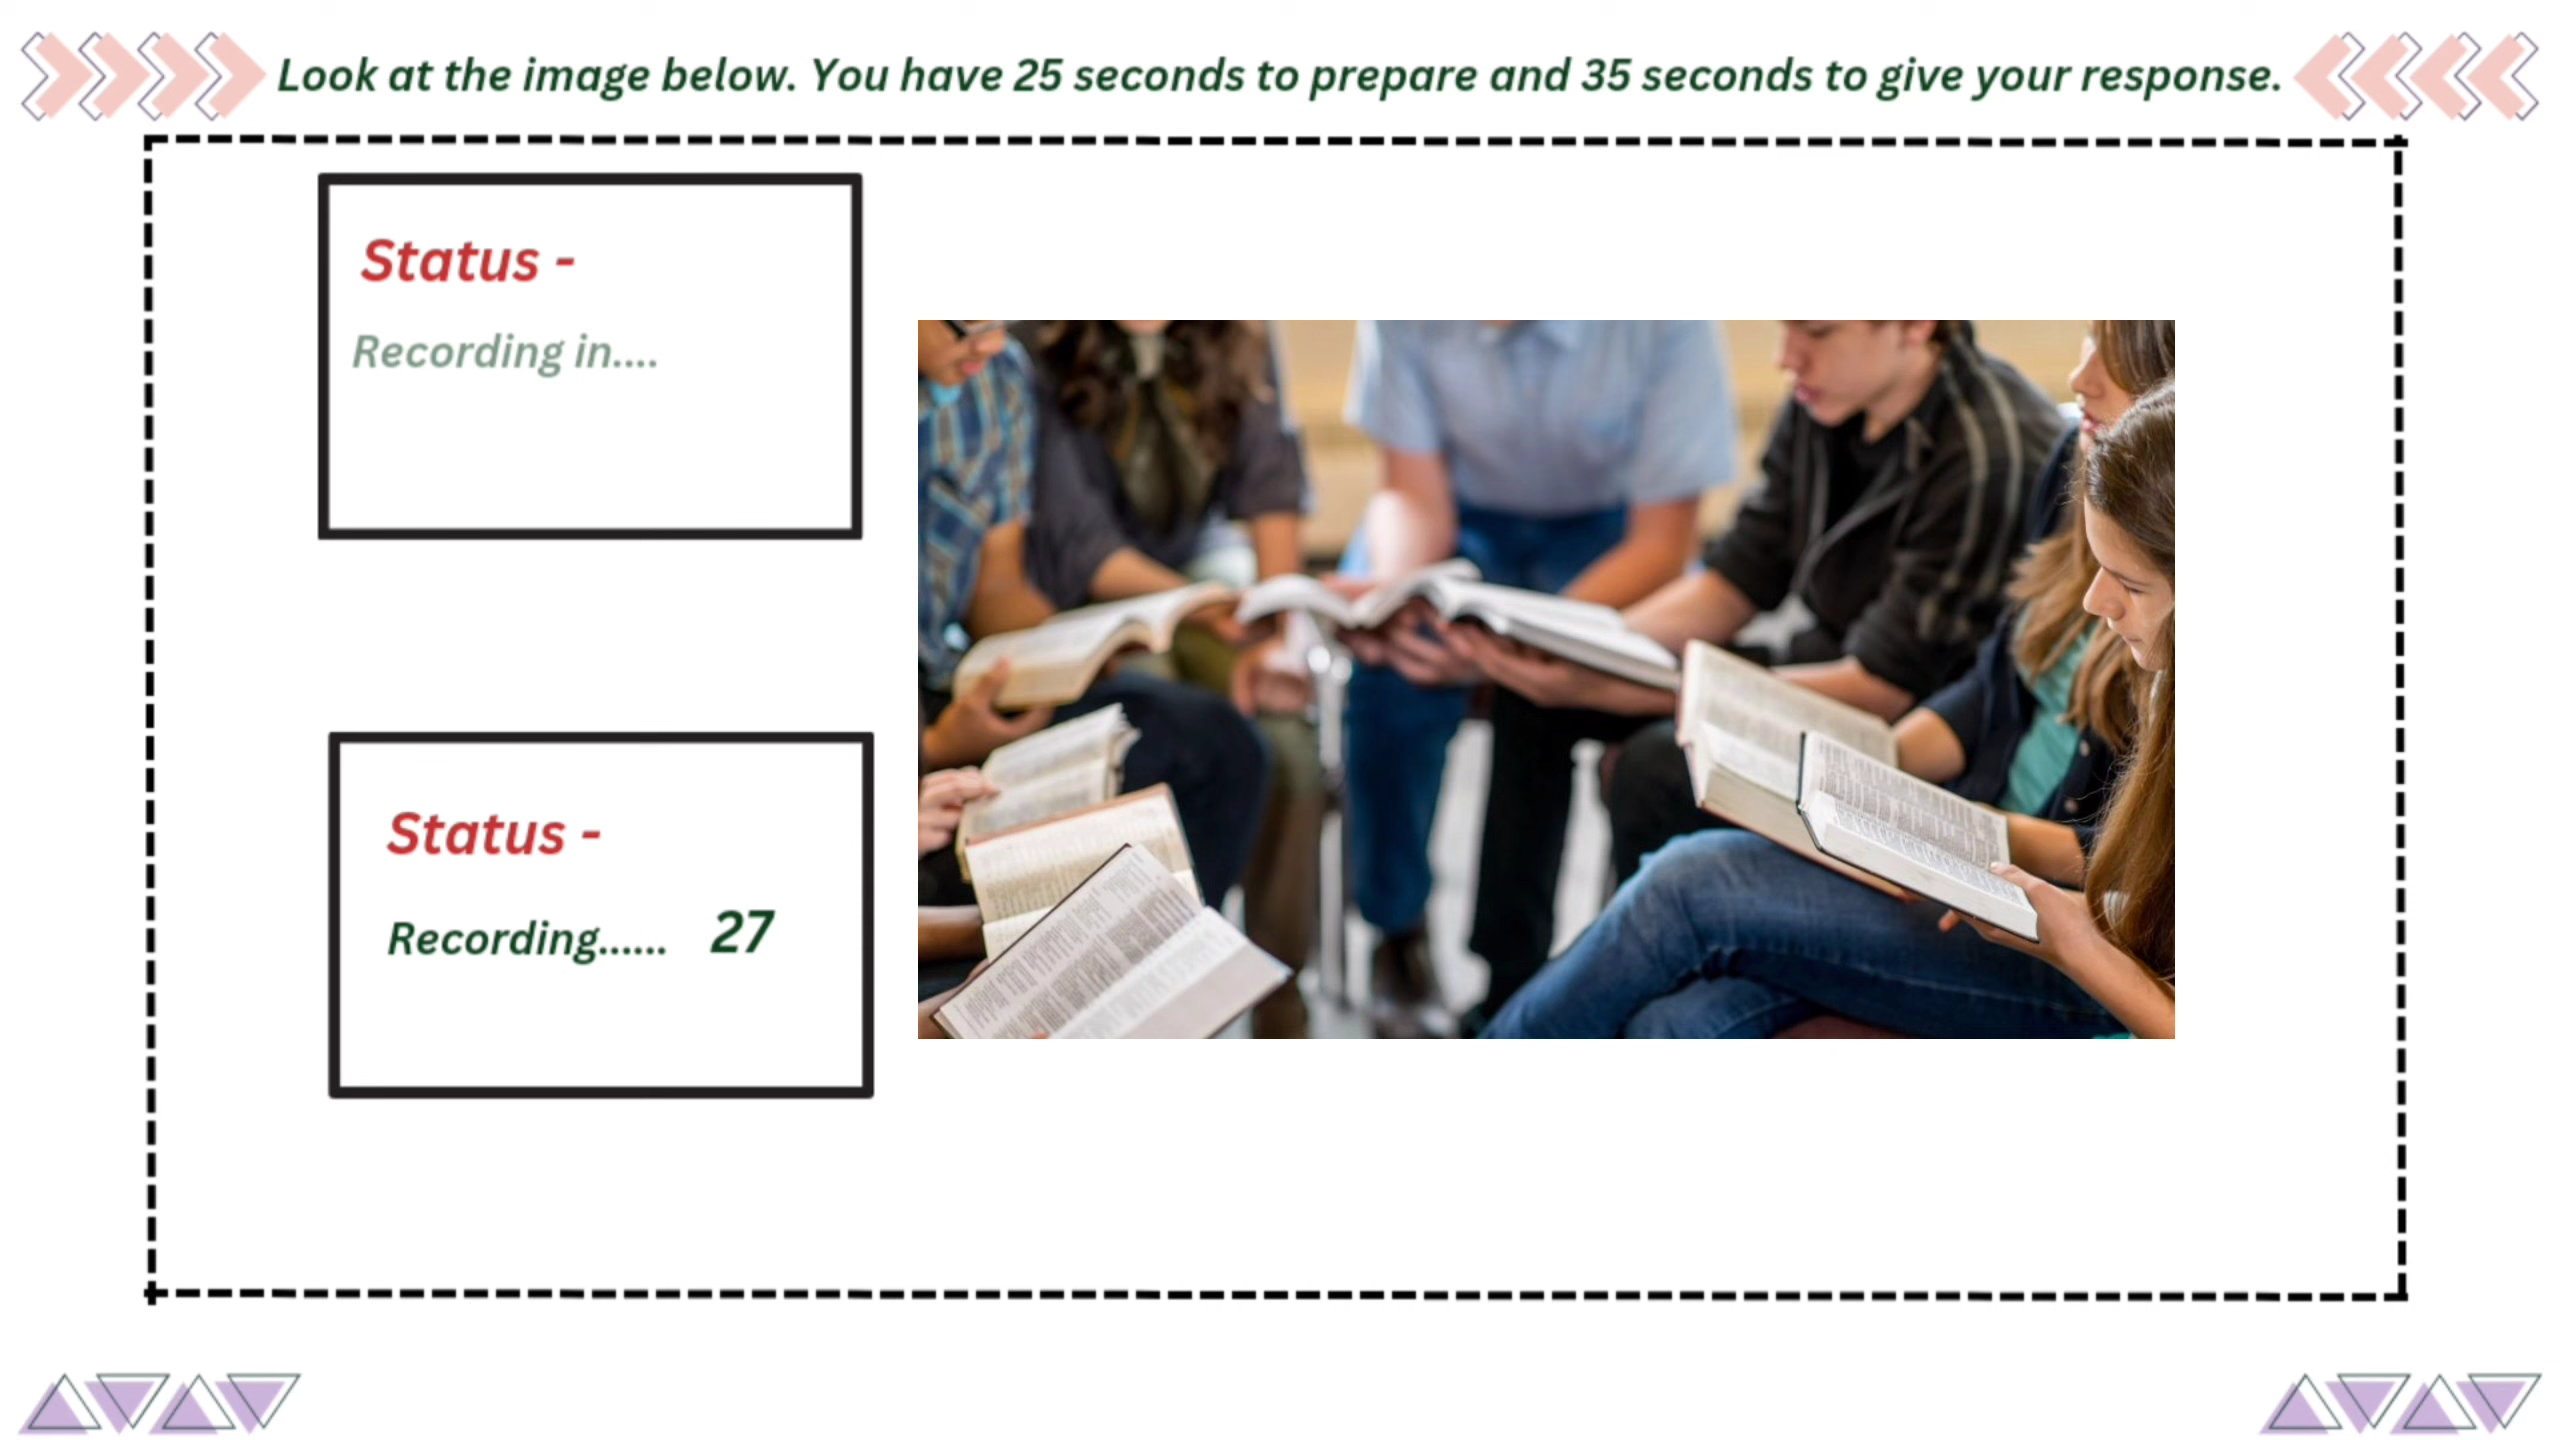 Look at the image below. You have 25 seconds to prepare and 35 seconds to give your response.
Status -
Recording in....
Status -
Recording...... 27